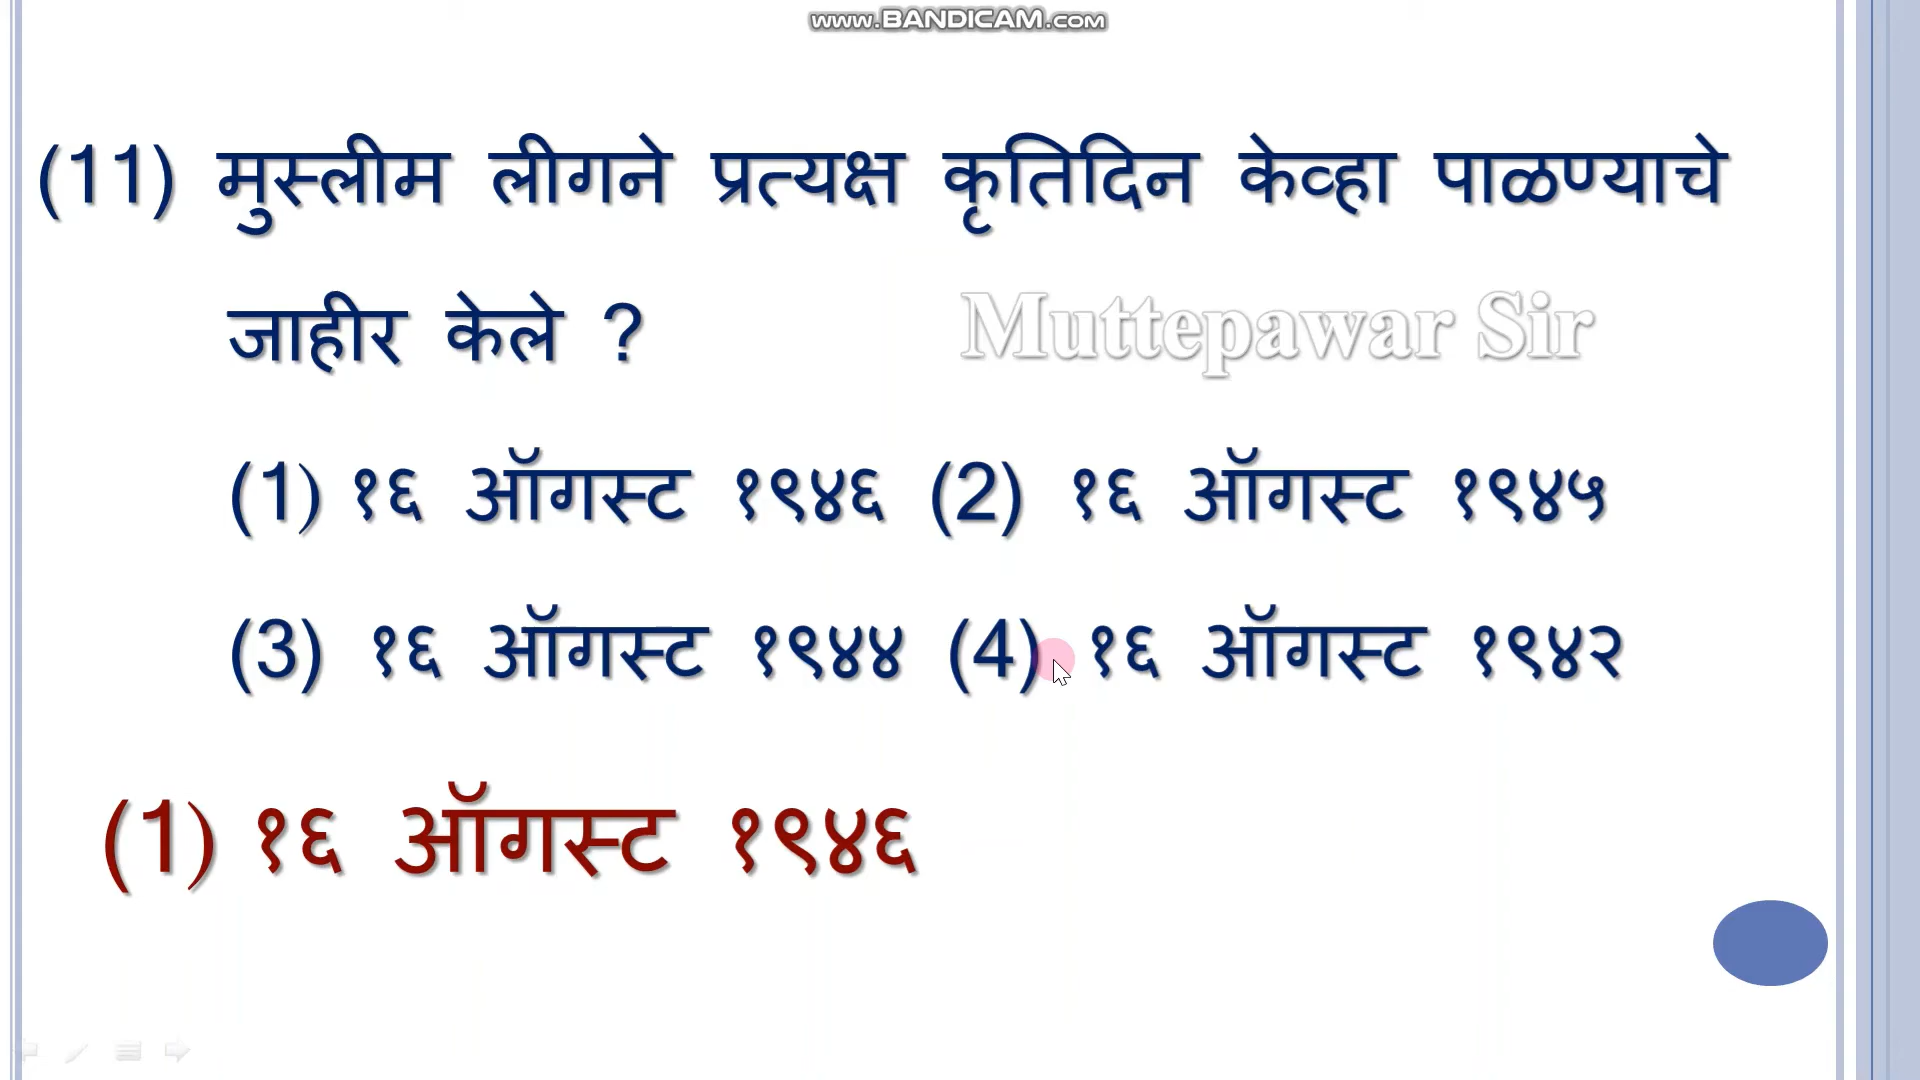 www.BANDICAM.com
(11) मुस्लीम लीगने प्रत्यक्ष कृतिदिन केव्हा पाळण्याचे
जाहीर केले ?
Muttepawar Sir
(1) १६ ऑगस्ट १९४६ (2) १६ ऑगस्ट १९४५
(3) १६ ऑगस्ट १९४४ (4) १६ ऑगस्ट १९४२
(1) १६ ऑगस्ट १९४६